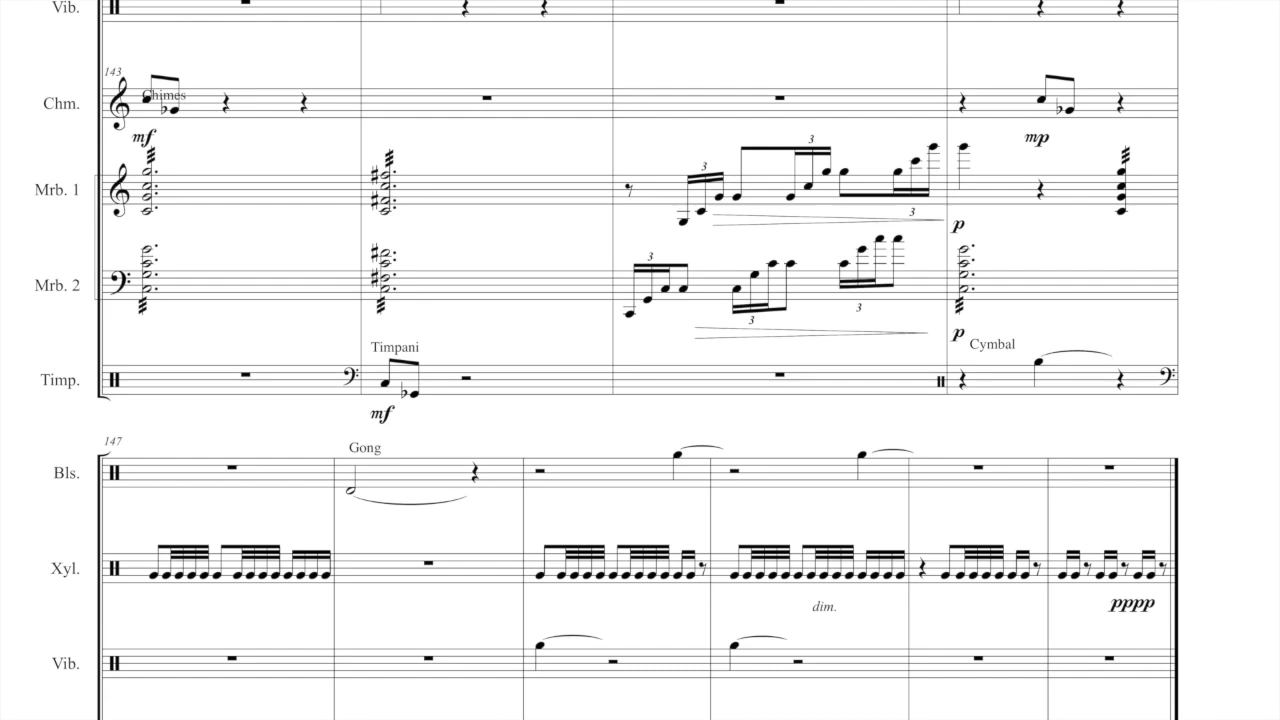 Vib.
143
Chm.
Chimes
mf
mp
3
3
Mrb. 1
3
p
3
Mrb. 2
3
3
p
Timpani
Cymbal
Timp.
mf
147
Gong
Bls.
Xyl.
dim.
pppp
Vib.